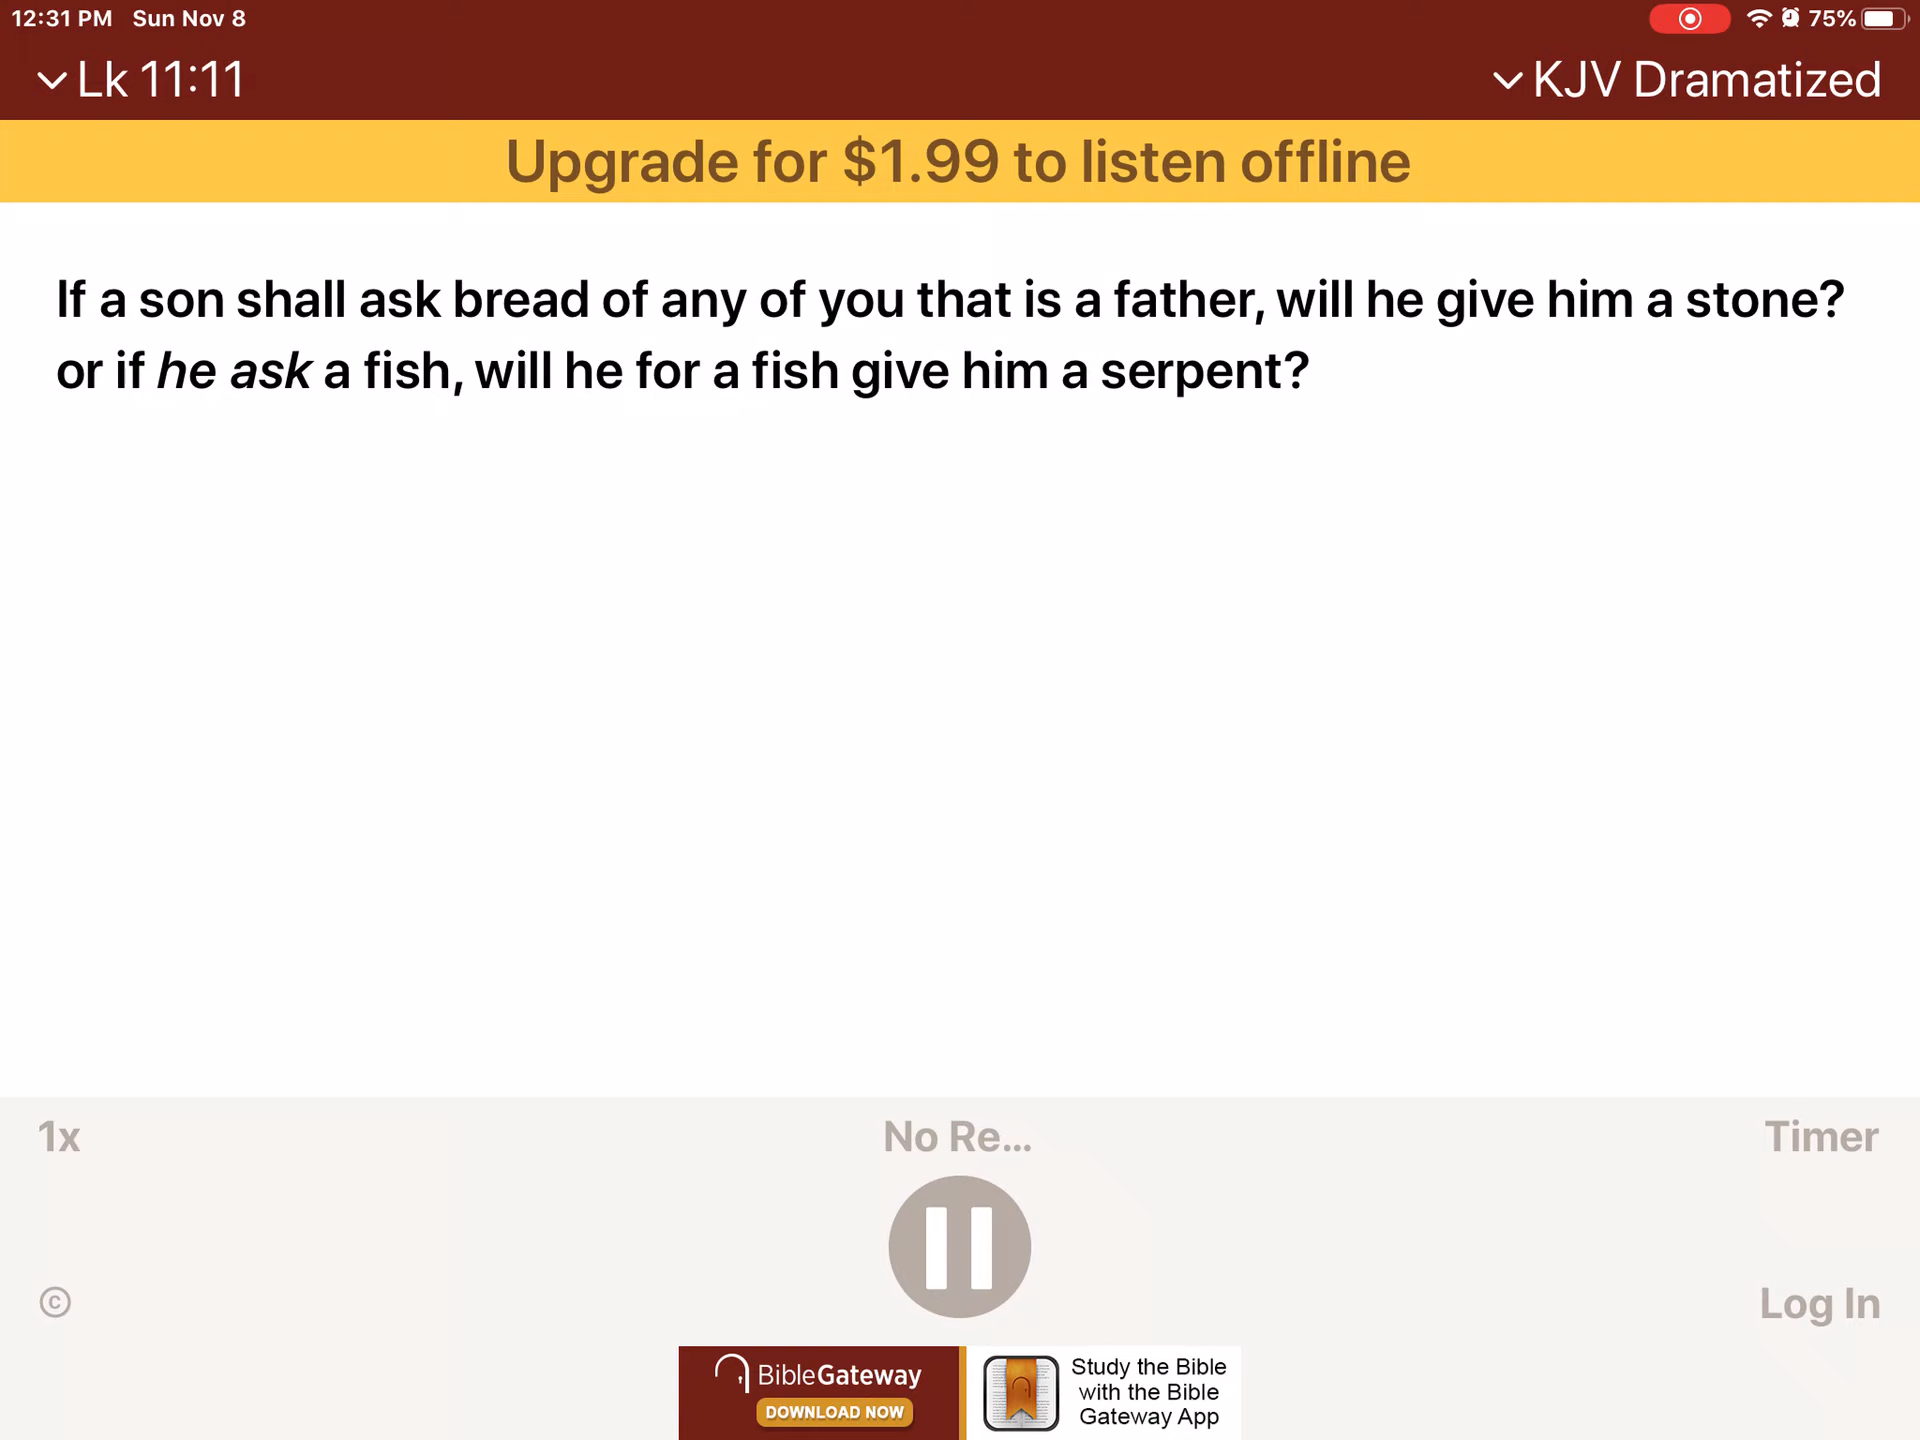 12:31 PM Sun Nov 8
75%
Lk 11:11
KJV Dramatized
Upgrade for $1.99 to listen offline
If a son shall ask bread of any of you that is a father, will he give him a stone?
or if he ask a fish, will he for a fish give him a serpent?
1x
No Re...
Timer
©
Log In
BibleGateway
DOWNLOAD NOW
Study the Bible
with the Bible
Gateway App